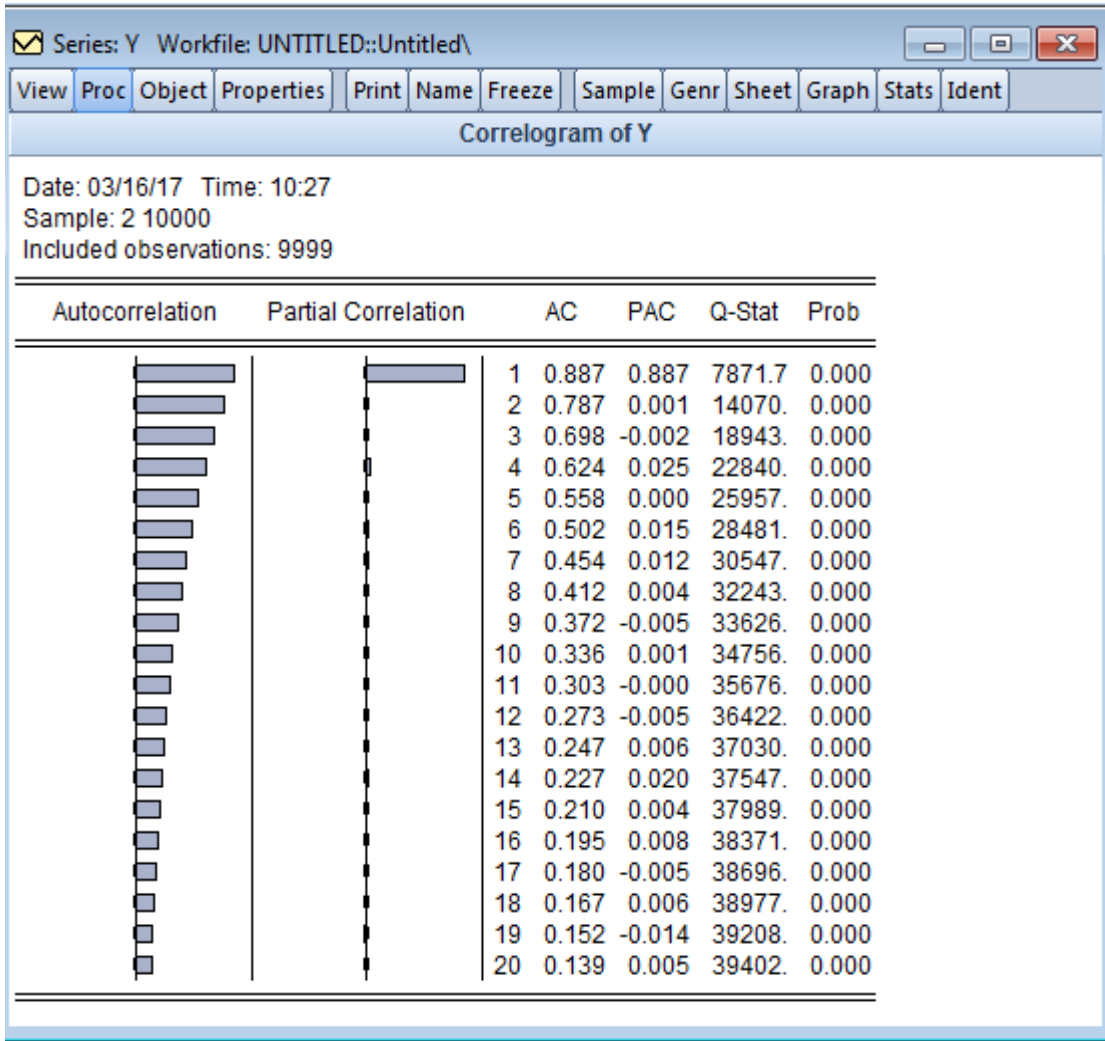 Series: Y Workfile: UNTITLED::Untitled\
View Proc Object Properties Print Name Freeze Sample Genr Sheet Graph Stats Ident
Correlogram of Y
Date: 03/16/17 Time: 10:27
Sample: 2 10000
Included observations: 9999
Autocorrelation Partial Correlation AC PAC Q-Stat Prob
1 0.887 0.887 7871.7 0.000
2 0.787 0.001 14070. 0.000
3 0.698 -0.002 18943. 0.000
4 0.624 0.025 22840. 0.000
5 0.558 0.000 25957. 0.000
6 0.502 0.015 28481. 0.000
7 0.454 0.012 30547. 0.000
8 0.412 0.004 32243. 0.000
9 0.372 -0.005 33626. 0.000
10 0.336 0.001 34756. 0.000
11 0.303 -0.000 35676. 0.000
12 0.273 -0.005 36422. 0.000
13 0.247 0.006 37030. 0.000
14 0.227 0.020 37547. 0.000
15 0.210 0.004 37989. 0.000
16 0.195 0.008 38371. 0.000
17 0.180 -0.005 38696. 0.000
18 0.167 0.006 38977. 0.000
19 0.152 -0.014 39208. 0.000
20 0.139 0.005 39402. 0.000